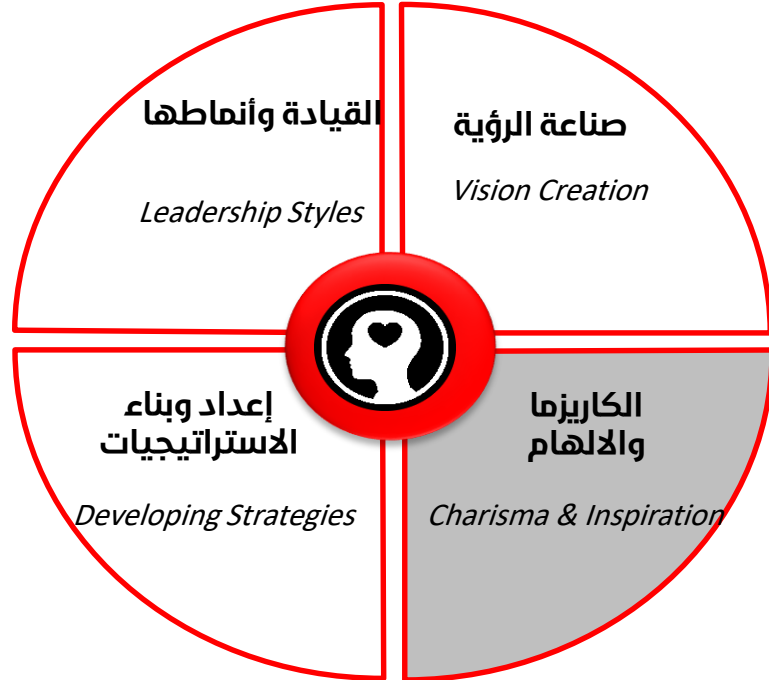 القيادة وأنماطها
Leadership Styles
صناعة الرؤية
Vision Creation
إعداد وبناء
الاستراتيجيات
Developing Strategies
الكاريزما
والالهام
Charisma & Inspiration